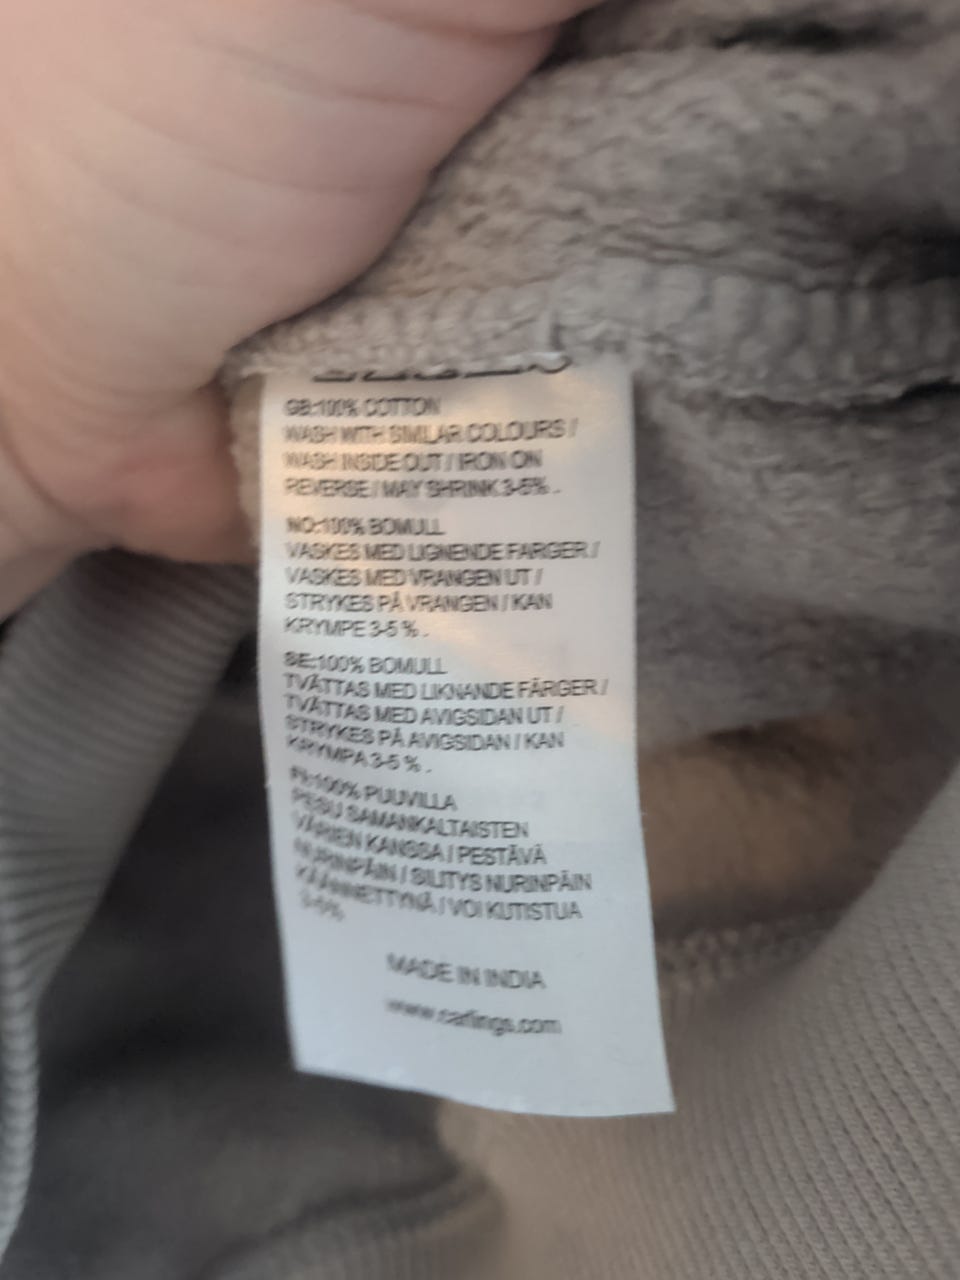 GB:100% COTTON
WASH WITH SIMILAR COLOURS /
WASH INSIDE OUT / IRON ON
REVERSE / MAY SHRINK 3-5% .
NO:100% BOMULL
VASKES MED LIGNENDE FARGER /
VASKES MED VRANGEN UT /
STRYKES PÅ VRANGEN / KAN
KRYMPE 3-5 % .
SE:100% BOMULL
TVÄTTAS MED LIKNANDE FÄRGER /
TVÄTTAS MED AVIGSIDAN UT /
STRYKES PÅ AVIGSIDAN / KAN
KRYMPA 3-5 % .
FI:100% PUUVILLA
PESU SAMANKALTAISTEN
VÄRIEN KANSSA / PESTÄVÄ
NURINPÄIN / SILITYS NURINPÄIN
KÄÄNNETTYNÄ / VOI KUTISTUA
3-5%
MADE IN INDIA
www.carlings.com